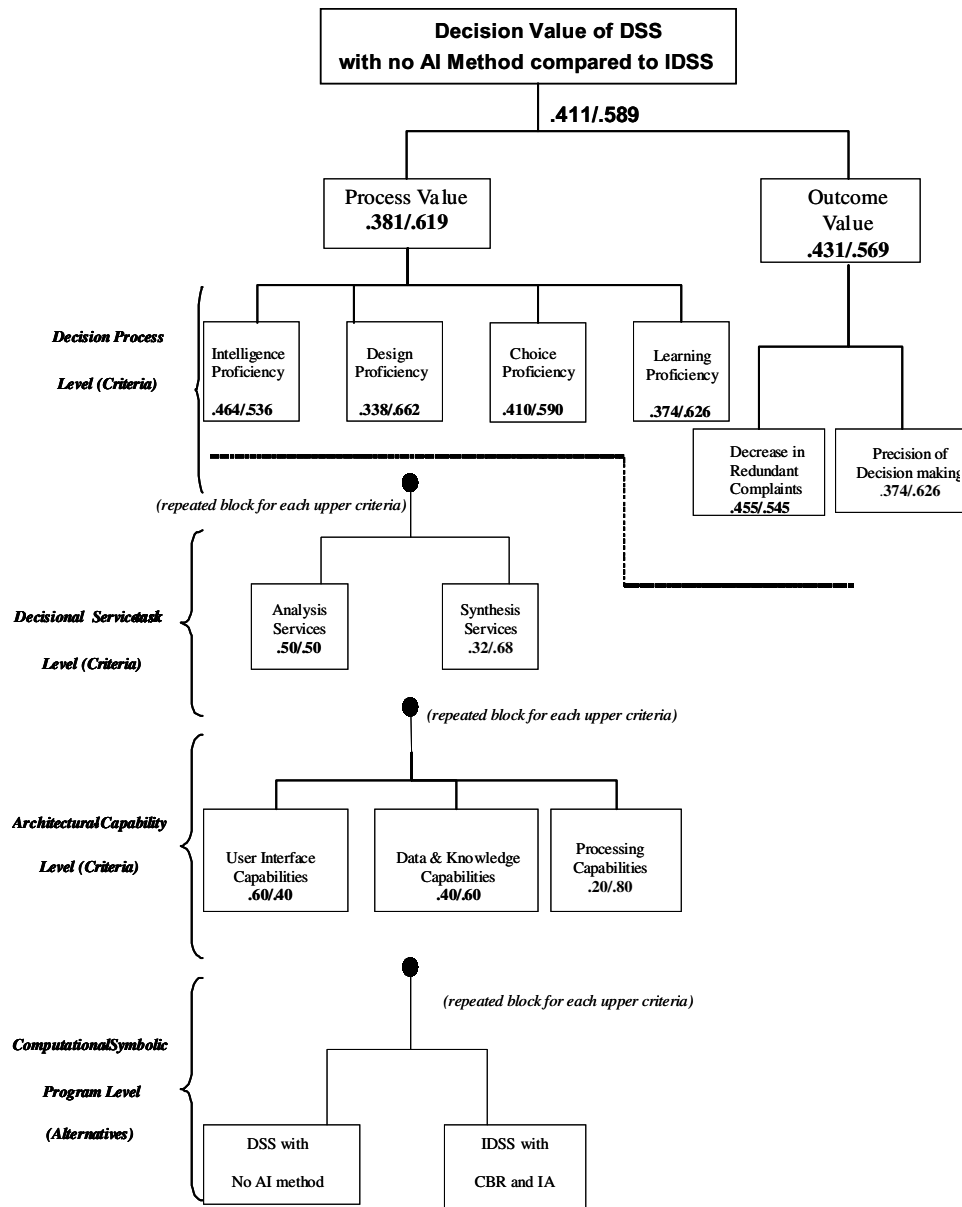 Decision Value of DSS
with no AI Method compared to IDSS
.411/.589
Process Value
.381/.619
Outcome
Value
.431/.569
Decision Process
Level (Criteria)
Intelligence
Proficiency
.464/.536
Design
Proficiency
.338/.662
Choice
Proficiency
.410/.590
Learning
Proficiency
.374/.626
Decrease in
Redundant
Complaints
.455/.545
Precision of
Decision making
.374/.626
(repeated block for each upper criteria)
Decisional Servicetask
Level (Criteria)
Analysis
Services
.50/.50
Synthesis
Services
.32/.68
(repeated block for each upper criteria)
Architectural-Capability
Level (Criteria)
User Interface
Capabilities
.60/.40
Data & Knowledge
Capabilities
.40/.60
Processing
Capabilities
.20/.80
(repeated block for each upper criteria)
ComputationalSymbolic
Program Level
(Alternatives)
DSS with
No AI method
IDSS with
CBR and IA